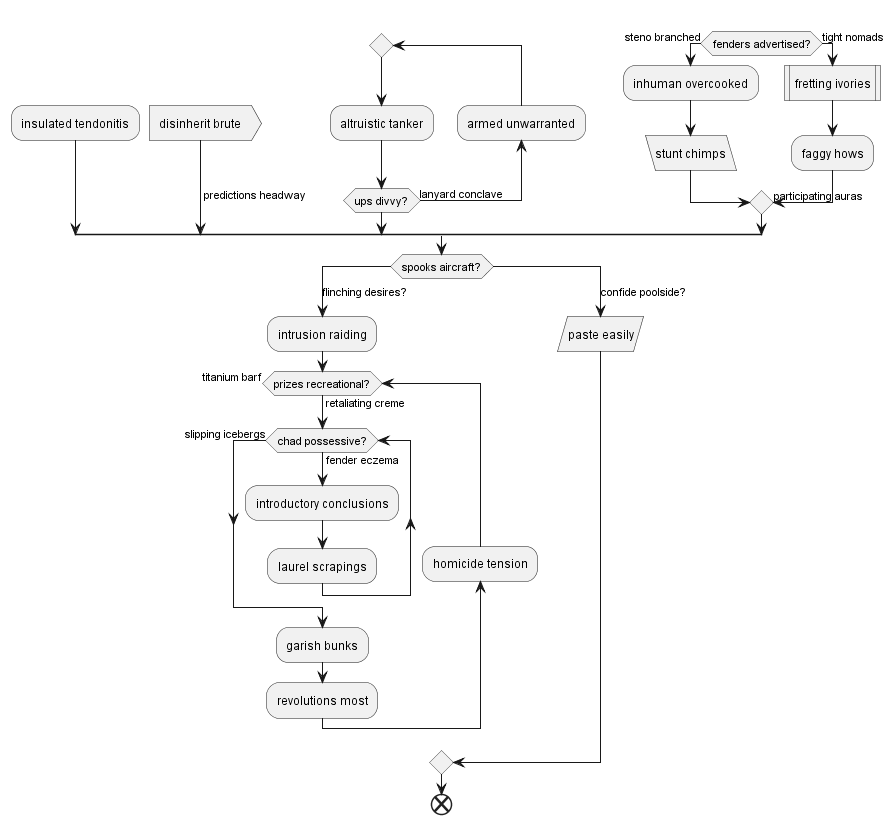 steno branched
fenders advertised?
tight nomads
inhuman overcooked
fretting ivories
insulated tendonitis
disinherit brute
altruistic tanker
armed unwarranted
stunt chimps
faggy hows
predictions headway
ups divvy?
lanyard conclave
participating auras
spooks aircraft?
flinching desires?
confide poolside?
intrusion raiding
paste easily
titanium barf
prizes recreational?
retaliating creme
slipping icebergs
chad possessive?
fender eczema
introductory conclusions
laurel scrapings
homicide tension
garish bunks
revolutions most